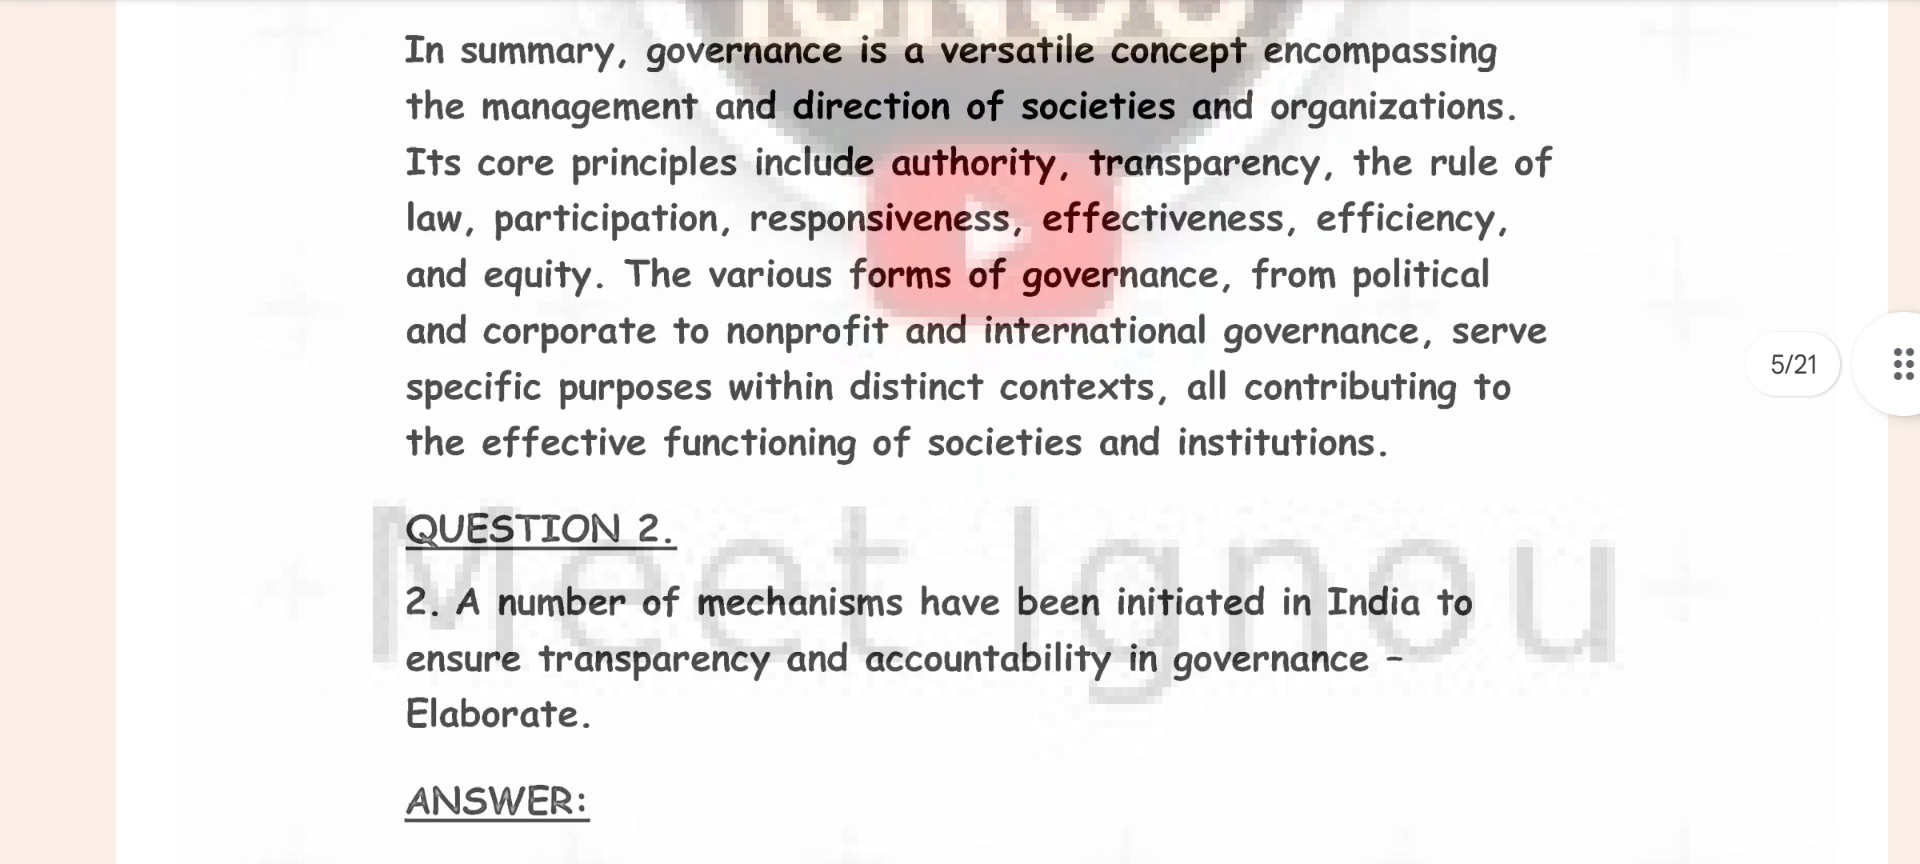 In summary, governance is a versatile concept encompassing
the management and direction of societies and organizations.
Its core principles include authority, transparency, the rule of
law, participation, responsiveness, effectiveness, efficiency,
and equity. The various forms of governance, from political
and corporate to nonprofit and international governance, serve
specific purposes within distinct contexts, all contributing to
the effective functioning of societies and institutions.
5/21
Meet Ignou
QUESTION 2.
2. A number of mechanisms have been initiated in India to
ensure transparency and accountability in governance –
Elaborate.
ANSWER: